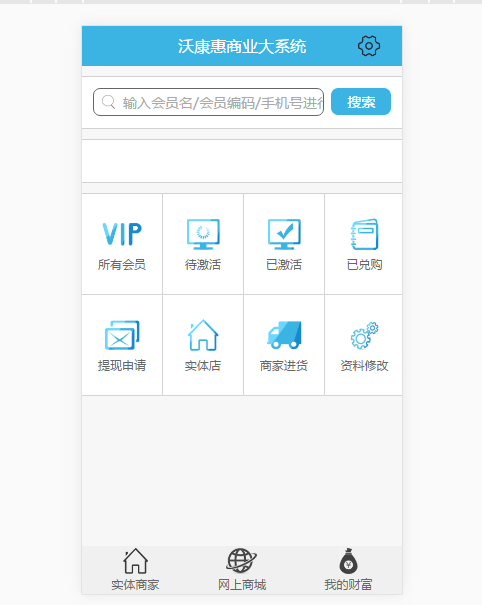 沃康惠商业大系统
输入会员名/会员编码/手机号进行
搜索
VIP
所有会员 待激活 已激活 已兑购
提现申请 实体店 商家进货 资料修改
实体商家 网上商城 我的财富